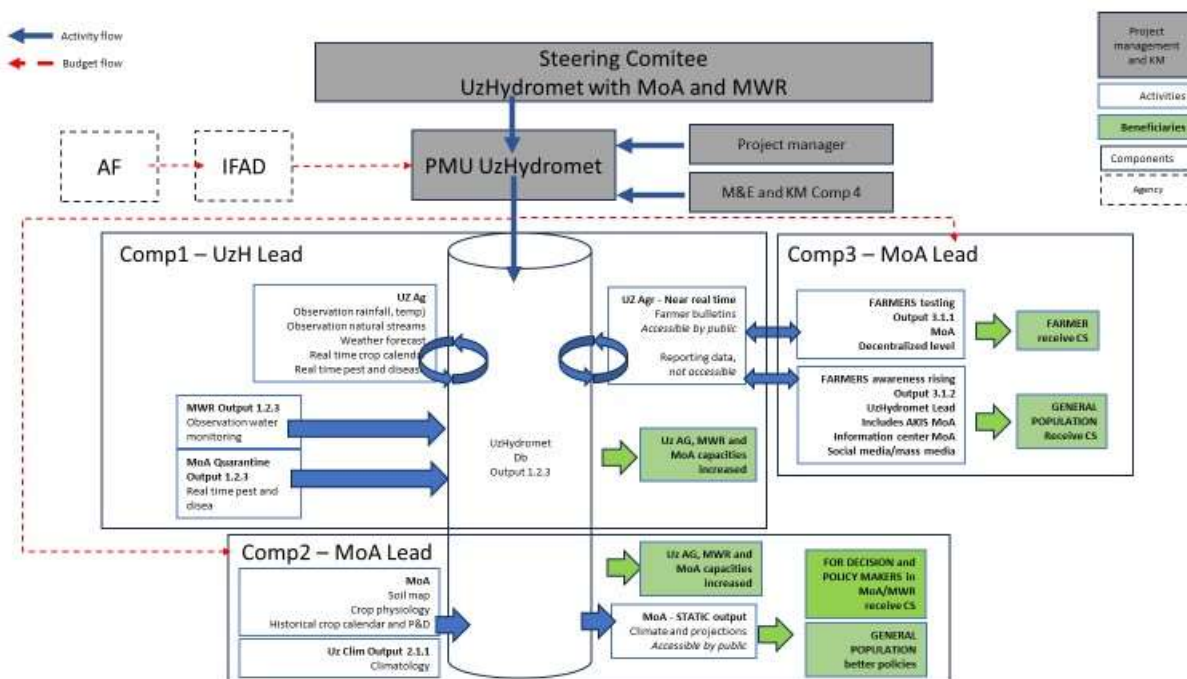 Activity flow
Budget flow
Steering Comitee
UzHydromet with MoA and MWR
Project
management
and KM
Activities
Beneficiaries
Components
Agency
AF
IFAD
PMU UzHydromet
Project manager
M&E and KM Comp 4
Comp1 – UzH Lead
UZ Ag
Observation rainfall, temp)
Observation natural streams
Weather forecast
Real time crop calendar
Real time pest and disease
MWR Output 1.2.3
Observation water
monitoring
MoA Quarantine
Output 1.2.3
Real time pest and
disea
UzHydromet
Db
Output 1.2.3
UZ Agr - Near real time
Farmer bulletins
Accessible by public
Reporting data,
not accessible
Uz AG, MWR and
MoA capacities
increased
Comp3 – MoA Lead
FARMERS testing
Output 3.1.1
MoA
Decentralized level
FARMER
receive CS
FARMERS awareness rising
Output 3.1.2
UzHydromet Lead
Includes AKIS MoA
Information center MoA
Social media/mass media
GENERAL
POPULATION
Receive CS
Comp2 – MoA Lead
MoA
Soil map
Crop physiology
Historical crop calendar and P&D
Uz Clim Output 2.1.1
Climatology
Uz AG, MWR and
MoA capacities
increased
MoA - STATIC output
Climate and projections
Accessible by public
FOR DECISION and
POLICY MAKERS in
MoA/MWR
receive CS
GENERAL
POPULATION
better policies